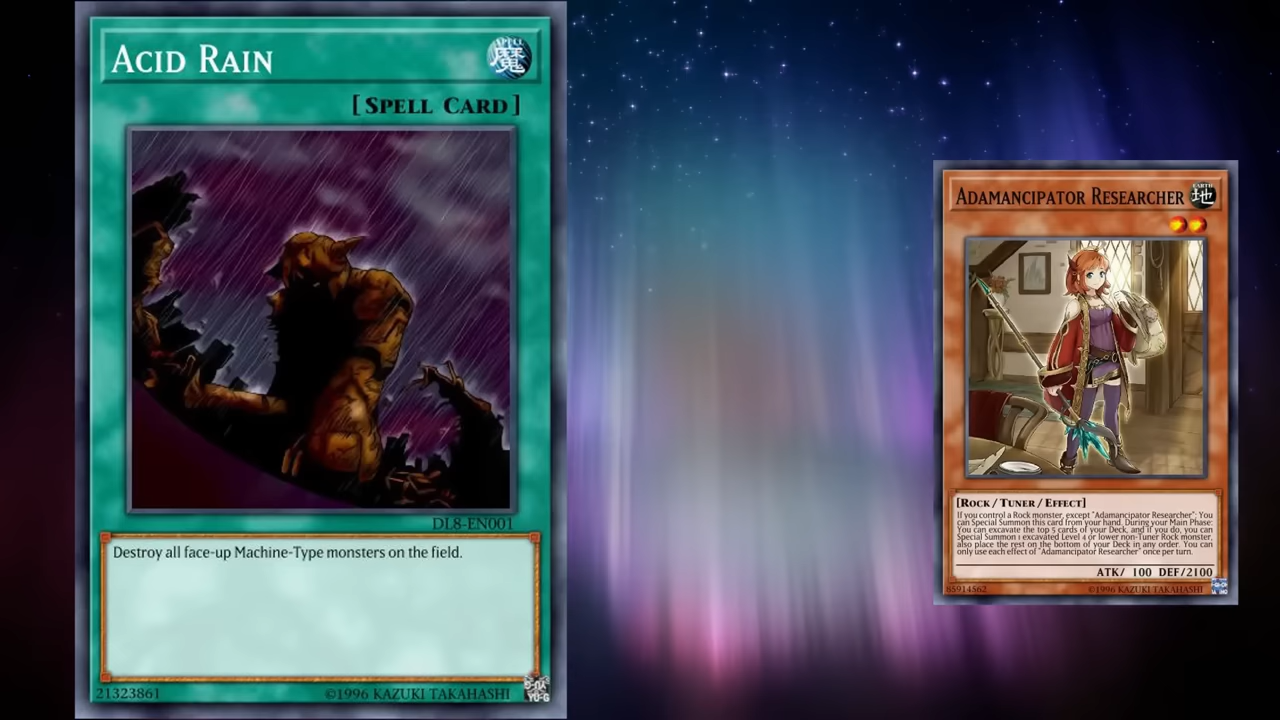 ACID RAIN
SPELL
魔
[SPELL CARD]
DL8-EN001
Destroy all face-up Machine-Type monsters on the field.
21323861
©1996 KAZUKI TAKAHASHI
ADAMANCIPATOR RESEARCHER
EARTH
地
[ROCK / TUNER / EFFECT]
If you control a Rock monster, except "Adamancipator Researcher": You
can Special Summon this card from your hand. During your Main Phase:
You can excavate the top 5 cards of your Deck, and if you do, you can
Special Summon 1 excavated Level 4 or lower non-Tuner Rock monster,
also place the rest on the bottom of your Deck in any order. You can
only use each effect of "Adamancipator Researcher" once per turn.
ATK/ 100 DEF/2100
85914562
©1996 KAZUKI TAKAHASHI